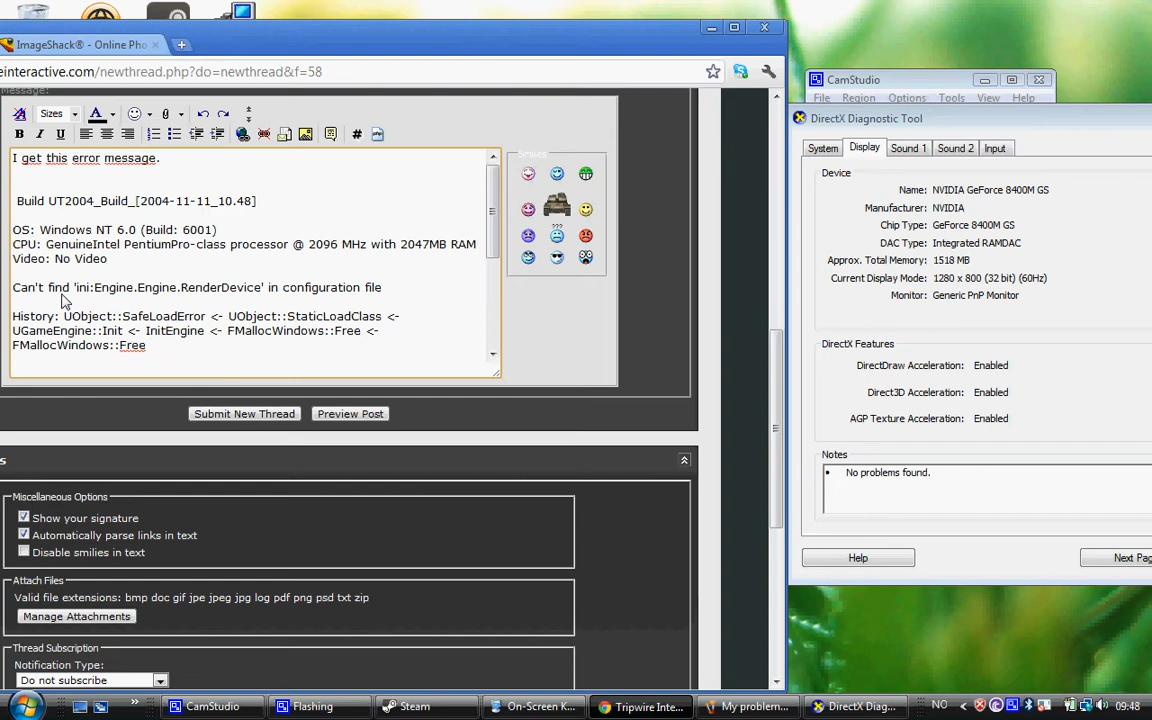 ImageShack® - Online Pho
einteractive.com/newthread.php?do=newthread&f=58
Message:
Sizes
A
B I U
I get this error message.
Build UT2004_Build_[2004-11-11_10.48]
OS: Windows NT 6.0 (Build: 6001)
CPU: GenuineIntel PentiumPro-class processor @ 2096 MHz with 2047MB RAM
Video: No Video
Can't find 'ini:Engine.Engine.RenderDevice' in configuration file
History: UObject::SafeLoadError <- UObject::StaticLoadClass <-
UGameEngine::Init <- InitEngine <- FMallocWindows::Free <-
FMallocWindows::Free
Smilies
Submit New Thread
Preview Post
s
Miscellaneous Options
Show your signature
Automatically parse links in text
Disable smilies in text
Attach Files
Valid file extensions: bmp doc gif jpe jpeg jpg log pdf png psd txt zip
Manage Attachments
Thread Subscription
Notification Type:
Do not subscribe
CamStudio
File Region Options Tools View Help
DirectX Diagnostic Tool
System Display Sound 1 Sound 2 Input
Device
Name: NVIDIA GeForce 8400M GS
Manufacturer: NVIDIA
Chip Type: GeForce 8400M GS
DAC Type: Integrated RAMDAC
Approx. Total Memory: 1518 MB
Current Display Mode: 1280 x 800 (32 bit) (60Hz)
Monitor: Generic PnP Monitor
DirectX Features
DirectDraw Acceleration: Enabled
Direct3D Acceleration: Enabled
AGP Texture Acceleration: Enabled
Notes
No problems found.
Help
Next Pag
CamStudio
Flashing
Steam
On-Screen K...
Tripwire Inte...
My problem...
DirectX Diag...
NO
09:48